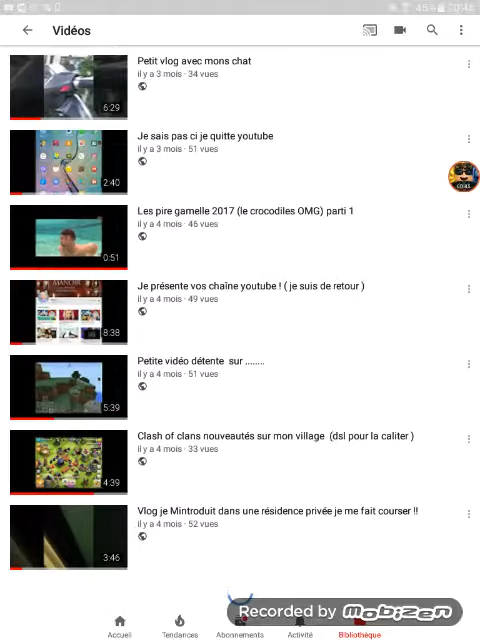 45% 20:48
Vidéos
Petit vlog avec mons chat
il y a 3 mois · 34 vues
6:29
Je sais pas ci je quitte youtube
il y a 3 mois · 51 vues
2:40
Les pire gamelle 2017 (le crocodiles OMG) parti 1
il y a 4 mois · 46 vues
0:51
MANOIR
Je présente vos chaîne youtube ! ( je suis de retour )
il y a 4 mois · 49 vues
8:38
Petite vidéo détente sur ........
il y a 4 mois · 51 vues
5:39
Clash of clans nouveautés sur mon village (dsl pour la caliter )
il y a 4 mois · 33 vues
4:39
Vlog je Mintroduit dans une résidence privée je me fait courser !!
il y a 4 mois · 52 vues
3:46
Recorded by MOBIZEN
Accueil
Tendances
Abonnements
Activité
Bibliothèque